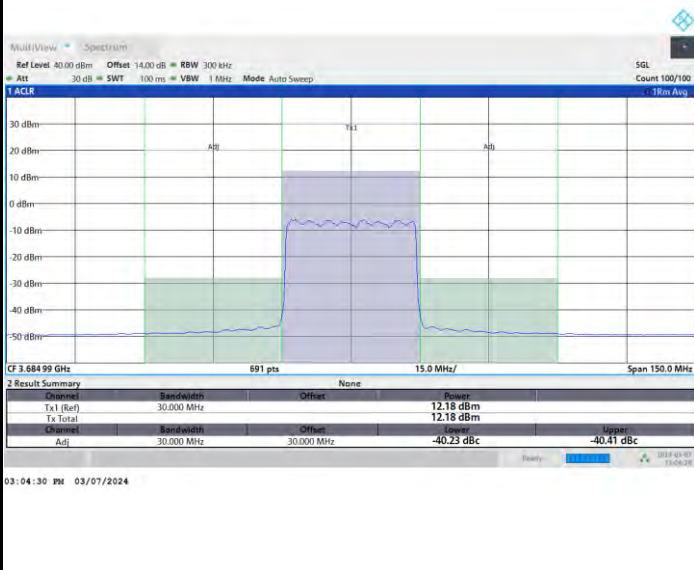 MultiView Spectrum
Ref Level 40.00 dBm Offset 14.00 dB RBW 300 kHz SGL
Att 30 dB SWT 100 ms VBW 1 MHz Mode Auto Sweep Count 100/100
1 ACLR 1Rm Avg
30 dBm
Tx1
20 dBm
Adj Adj
10 dBm
0 dBm
-10 dBm
-20 dBm
-30 dBm
-40 dBm
-50 dBm
CF 3.684 99 GHz 691 pts 15.0 MHz/ Span 150.0 MHz
2 Result Summary None
Channel Bandwidth Offset Power
Tx1 (Ref) 30.000 MHz 12.18 dBm
Tx Total 12.18 dBm
Channel Bandwidth Offset Lower Upper
Adj 30.000 MHz 30.000 MHz -40.23 dBc -40.41 dBc
Ready
03:04:30 PM 03/07/2024